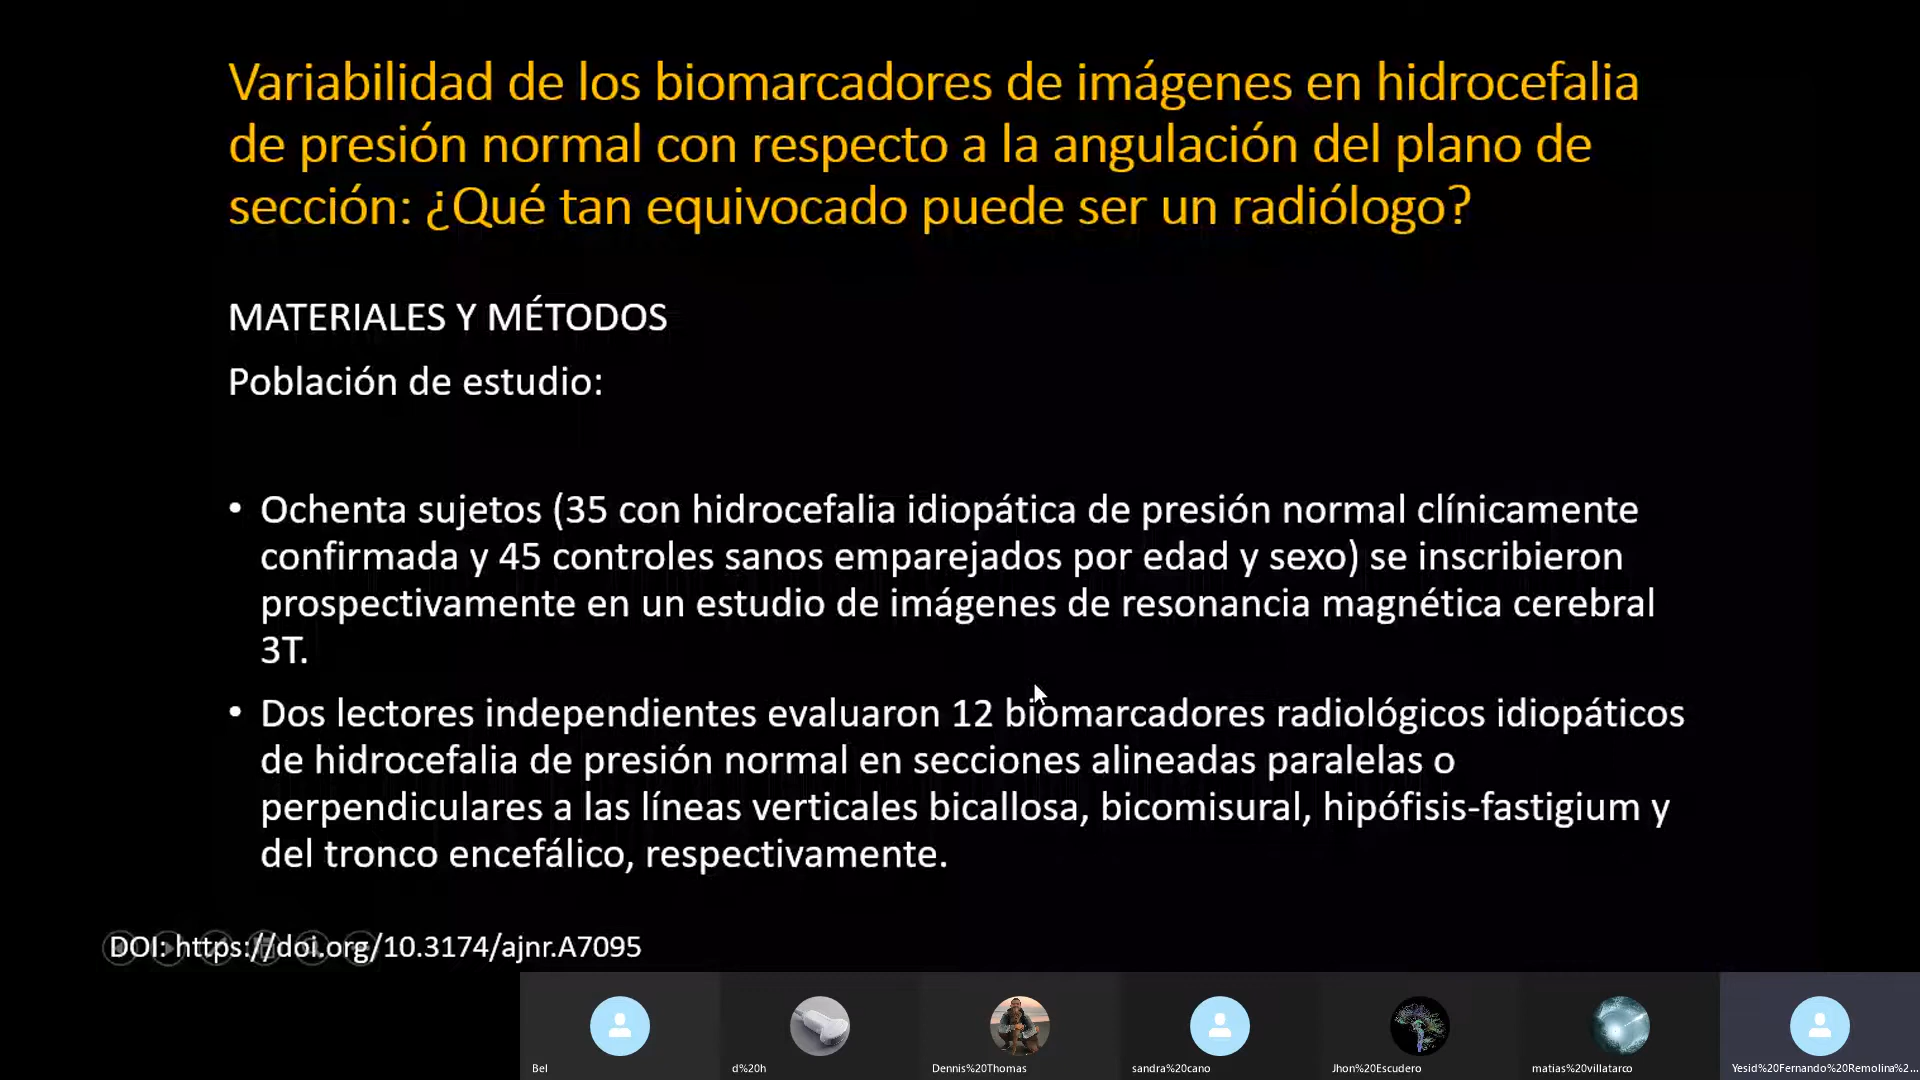 Variabilidad de los biomarcadores de imágenes en hidrocefalia
de presión normal con respecto a la angulación del plano de
sección: ¿Qué tan equivocado puede ser un radiólogo?
MATERIALES Y MÉTODOS
Población de estudio:
• Ochenta sujetos (35 con hidrocefalia idiopática de presión normal clínicamente
confirmada y 45 controles sanos emparejados por edad y sexo) se inscribieron
prospectivamente en un estudio de imágenes de resonancia magnética cerebral
3T.
• Dos lectores independientes evaluaron 12 biomarcadores radiológicos idiopáticos
de hidrocefalia de presión normal en secciones alineadas paralelas o
perpendiculares a las líneas verticales bicallosa, bicomisural, hipófisis-fastigium y
del tronco encefálico, respectivamente.
DOI: https://doi.org/10.3174/ajnr.A7095
Bel
d%20h
Dennis%20Thomas
sandra%20cano
Jhon%20Escudero
matias%20villatarco
Yesid%20Fernando%20Remolina%2...